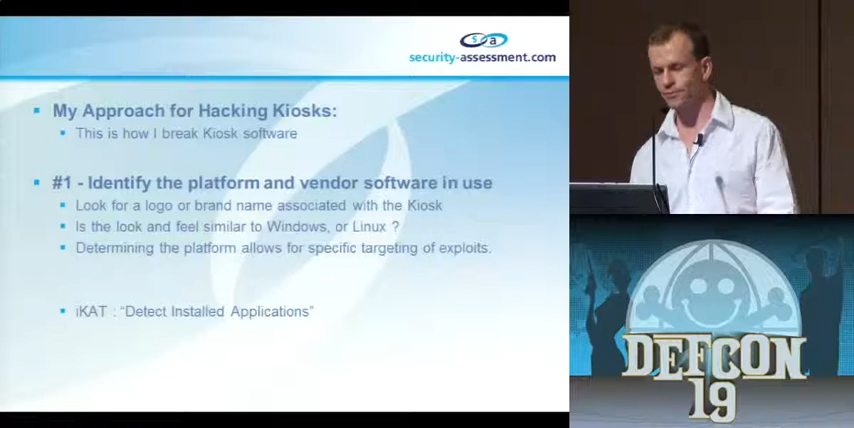 sa
security-assessment.com
My Approach for Hacking Kiosks:
This is how I break Kiosk software
#1 - Identify the platform and vendor software in use
Look for a logo or brand name associated with the Kiosk
Is the look and feel similar to Windows, or Linux ?
Determining the platform allows for specific targeting of exploits.
iKAT : “Detect Installed Applications”
DEFCON
19